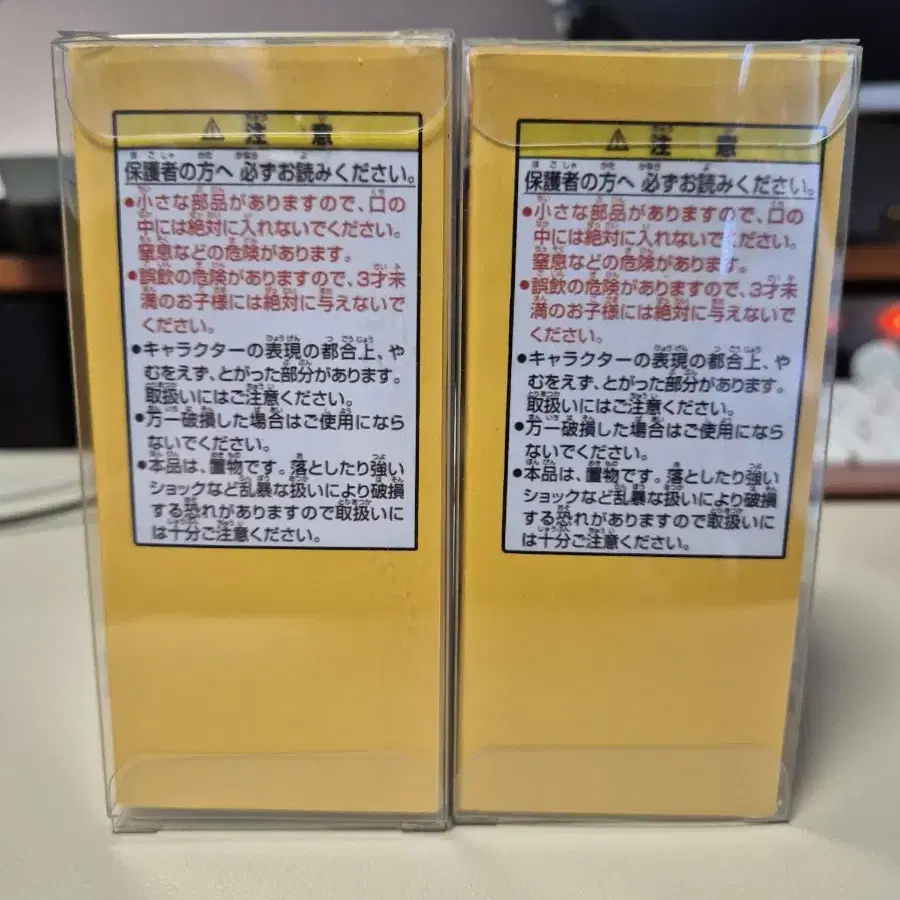 ⚠ 注意
保護者の方へ 必ずお読みください。
●小さな部品がありますので、口の
中には絶対に入れないでください。
窒息などの危険があります。
●誤飲の危険がありますので、3才未
満のお子様には絶対に与えないで
ください。
●キャラクターの表現の都合上、や
むをえず、とがった部分があります。
取扱いにはご注意ください。
●万一破損した場合はご使用になら
ないでください。
●本品は、置物です。落としたり強い
ショックなど乱暴な扱いにより破損
する恐れがありますので取扱いに
は十分ご注意ください。
⚠ 注意
保護者の方へ 必ずお読みください。
●小さな部品がありますので、口の
中には絶対に入れないでください。
窒息などの危険があります。
●誤飲の危険がありますので、3才未
満のお子様には絶対に与えないで
ください。
●キャラクターの表現の都合上、や
むをえず、とがった部分があります。
取扱いにはご注意ください。
●万一破損した場合はご使用になら
ないでください。
●本品は、置物です。落としたり強い
ショックなど乱暴な扱いにより破損
する恐れがありますので取扱いに
は十分ご注意ください。